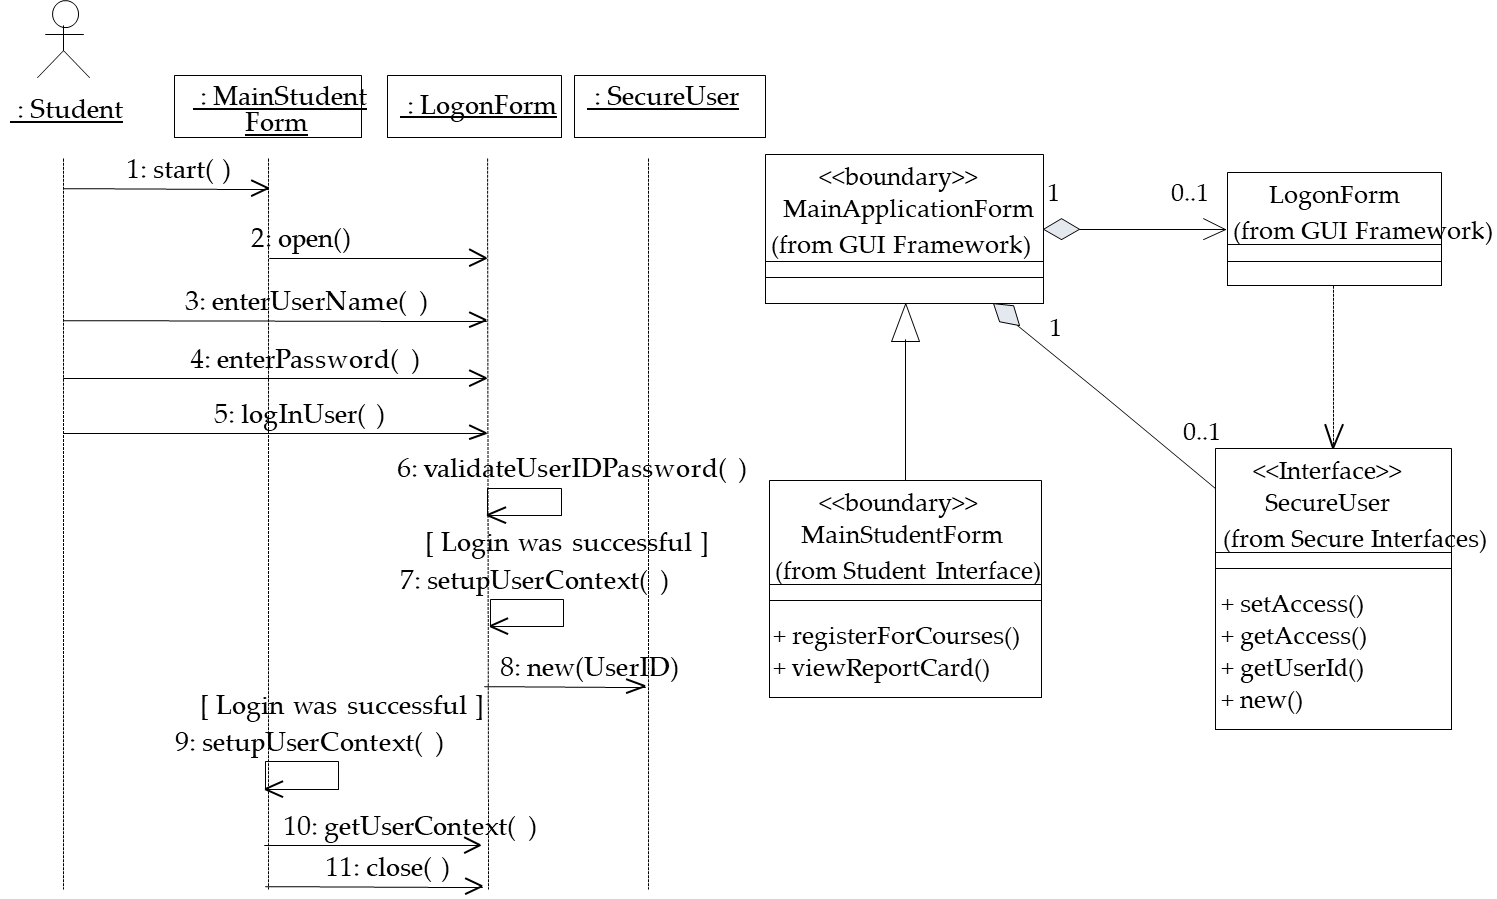 : Student
: MainStudent
Form
: LogonForm
: SecureUser
1: start( )
2: open()
3: enterUserName( )
4: enterPassword( )
5: logInUser( )
6: validateUserIDPassword( )
[ Login was successful ]
7: setupUserContext( )
8: new(UserID)
[ Login was successful ]
9: setupUserContext( )
10: getUserContext( )
11: close( )
<<boundary>>
MainApplicationForm
(from GUI Framework)
1
0..1
LogonForm
(from GUI Framework)
1
0..1
<<boundary>>
MainStudentForm
(from Student Interface)
+ registerForCourses()
+ viewReportCard()
<<Interface>>
SecureUser
(from Secure Interfaces)
+ setAccess()
+ getAccess()
+ getUserId()
+ new()